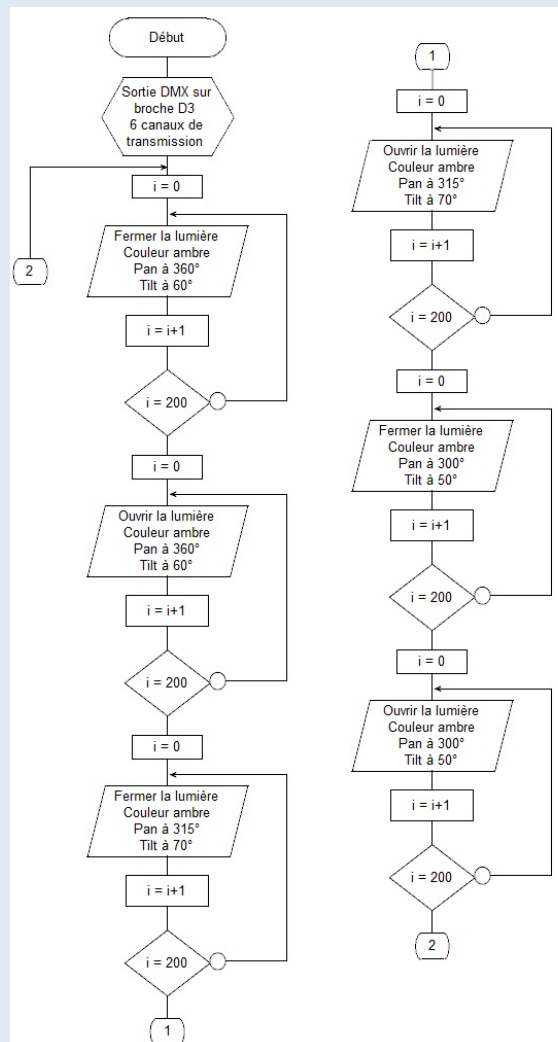 Début
Sortie DMX sur
broche D3
6 canaux de
transmission
i = 0
Fermer la lumière
Couleur ambre
Pan à 360°
Tilt à 60°
2
i = i+1
i = 200
i = 0
Ouvrir la lumière
Couleur ambre
Pan à 360°
Tilt à 60°
i = i+1
i = 200
i = 0
Fermer la lumière
Couleur ambre
Pan à 315°
Tilt à 70°
i = i+1
i = 200
1
1
i = 0
Ouvrir la lumière
Couleur ambre
Pan à 315°
Tilt à 70°
i = i+1
i = 200
i = 0
Fermer la lumière
Couleur ambre
Pan à 300°
Tilt à 50°
i = i+1
i = 200
i = 0
Ouvrir la lumière
Couleur ambre
Pan à 300°
Tilt à 50°
i = i+1
i = 200
2